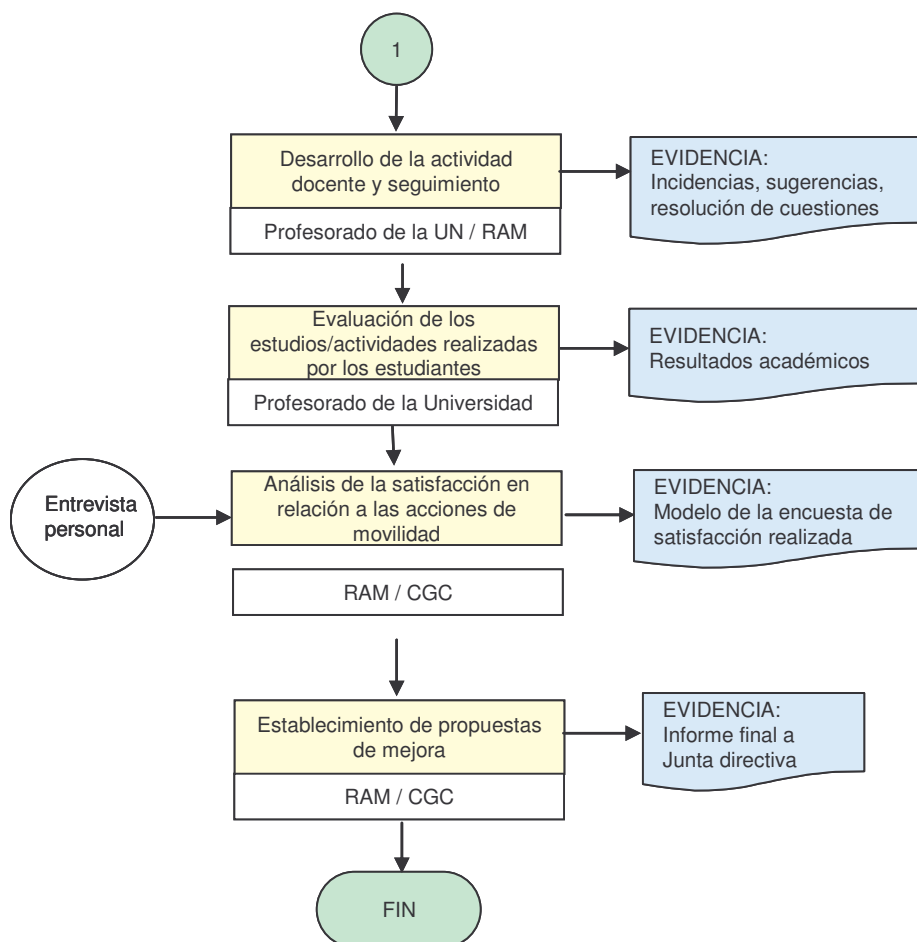 1
Desarrollo de la actividad
docente y seguimiento
Profesorado de la UN / RAM
EVIDENCIA:
Incidencias, sugerencias,
resolución de cuestiones
Evaluación de los
estudios/actividades realizadas
por los estudiantes
Profesorado de la Universidad
EVIDENCIA:
Resultados académicos
Entrevista
personal
Análisis de la satisfacción en
relación a las acciones de
movilidad
RAM / CGC
EVIDENCIA:
Modelo de la encuesta de
satisfacción realizada
Establecimiento de propuestas
de mejora
RAM / CGC
EVIDENCIA:
Informe final a
Junta directiva
FIN